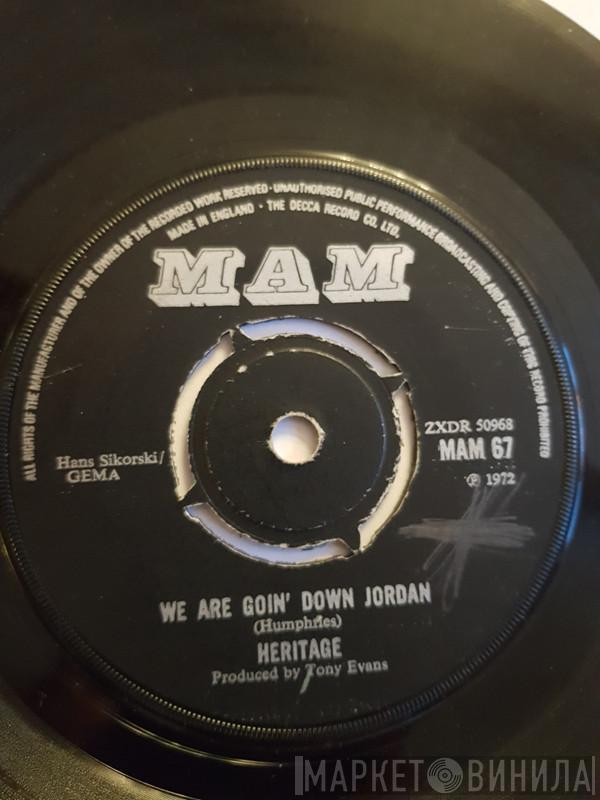 ALL RIGHTS OF THE MANUFACTURER AND OF THE OWNER OF THE RECORDED WORK RESERVED · UNAUTHORISED PUBLIC PERFORMANCE BROADCASTING AND COPYING OF THIS RECORD PROHIBITED
MADE IN ENGLAND · THE DECCA RECORD CO. LTD.
MAM
ZXDR 50968
MAM 67
℗ 1972
Hans Sikorski/
GEMA
WE ARE GOIN' DOWN JORDAN
(Humphries)
HERITAGE
Produced by Tony Evans
МАРКЕТ ВИНИЛА